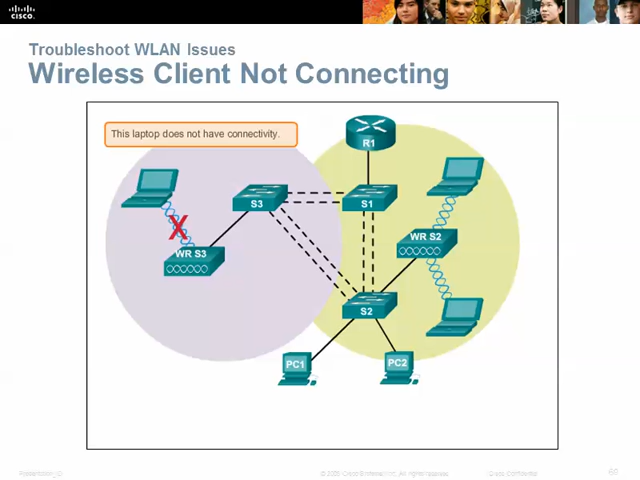 CISCO
Troubleshoot WLAN Issues
Wireless Client Not Connecting
This laptop does not have connectivity.
R1
S3
S1
WR S2
WR S3
S2
PC1
PC2
Presentation_ID
Cisco Confidential